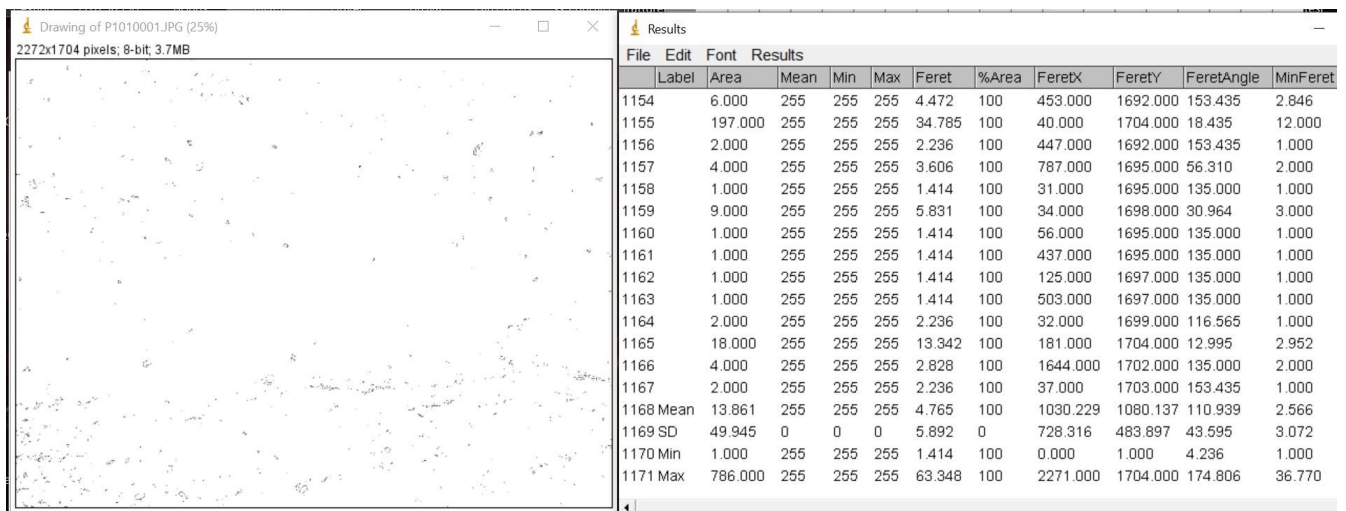 Drawing of P1010001.JPG (25%)
2272x1704 pixels; 8-bit; 3.7MB
Results
File Edit Font Results
Label Area Mean Min Max Feret %Area FeretX FeretY FeretAngle MinFeret
1154 6.000 255 255 255 4.472 100 453.000 1692.000 153.435 2.846
1155 197.000 255 255 255 34.785 100 40.000 1704.000 18.435 12.000
1156 2.000 255 255 255 2.236 100 447.000 1692.000 153.435 1.000
1157 4.000 255 255 255 3.606 100 787.000 1695.000 56.310 2.000
1158 1.000 255 255 255 1.414 100 31.000 1695.000 135.000 1.000
1159 9.000 255 255 255 5.831 100 34.000 1698.000 30.964 3.000
1160 1.000 255 255 255 1.414 100 56.000 1695.000 135.000 1.000
1161 1.000 255 255 255 1.414 100 437.000 1695.000 135.000 1.000
1162 1.000 255 255 255 1.414 100 125.000 1697.000 135.000 1.000
1163 1.000 255 255 255 1.414 100 503.000 1697.000 135.000 1.000
1164 2.000 255 255 255 2.236 100 32.000 1699.000 116.565 1.000
1165 18.000 255 255 255 13.342 100 181.000 1704.000 12.995 2.952
1166 4.000 255 255 255 2.828 100 1644.000 1702.000 135.000 2.000
1167 2.000 255 255 255 2.236 100 37.000 1703.000 153.435 1.000
1168 Mean 13.861 255 255 255 4.765 100 1030.229 1080.137 110.939 2.566
1169 SD 49.945 0 0 0 5.892 0 728.316 483.897 43.595 3.072
1170 Min 1.000 255 255 255 1.414 100 0.000 1.000 4.236 1.000
1171 Max 786.000 255 255 255 63.348 100 2271.000 1704.000 174.806 36.770